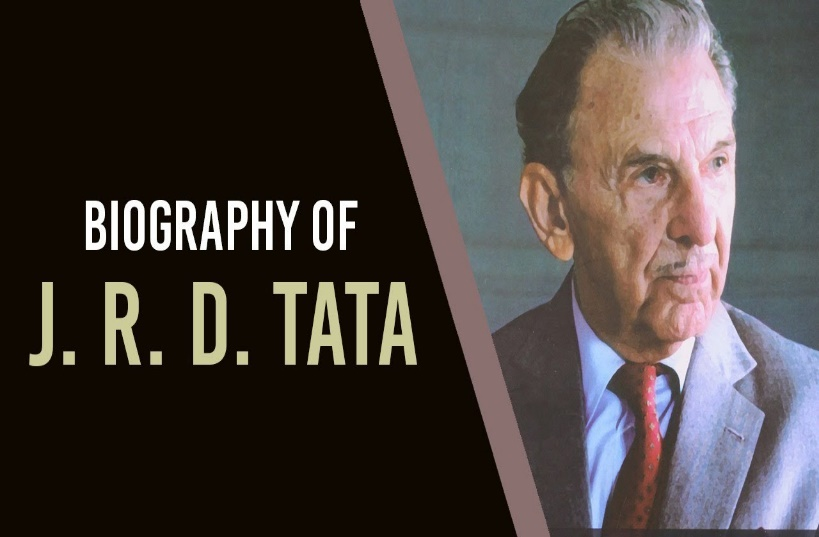 BIOGRAPHY OF
J. R. D. TATA